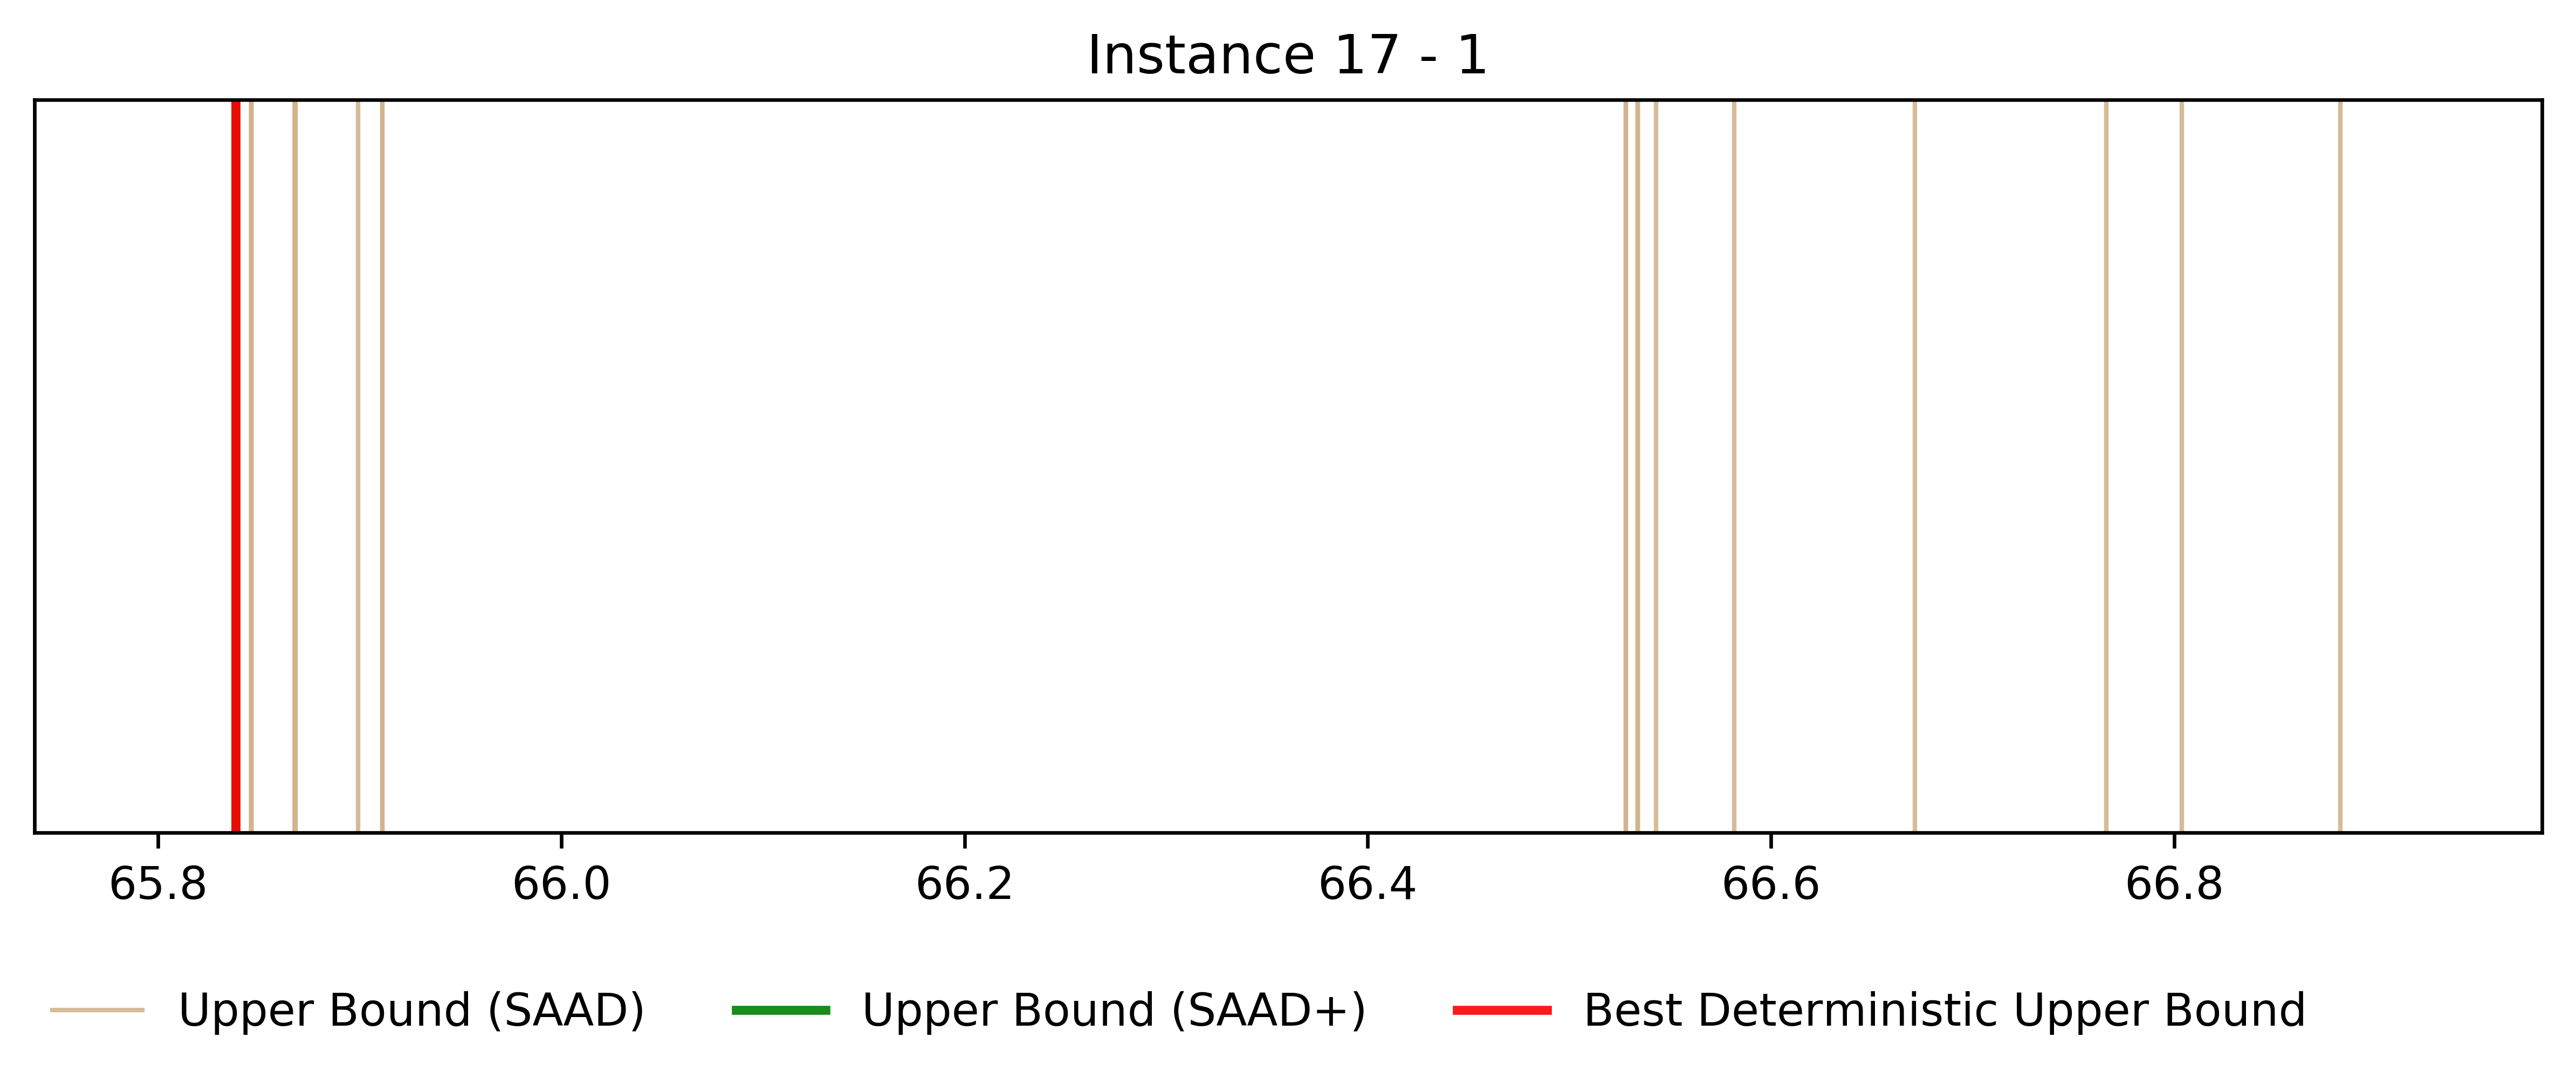 Instance 17 - 1
65.8 66.0 66.2 66.4 66.6 66.8
Upper Bound (SAAD) Upper Bound (SAAD+) Best Deterministic Upper Bound